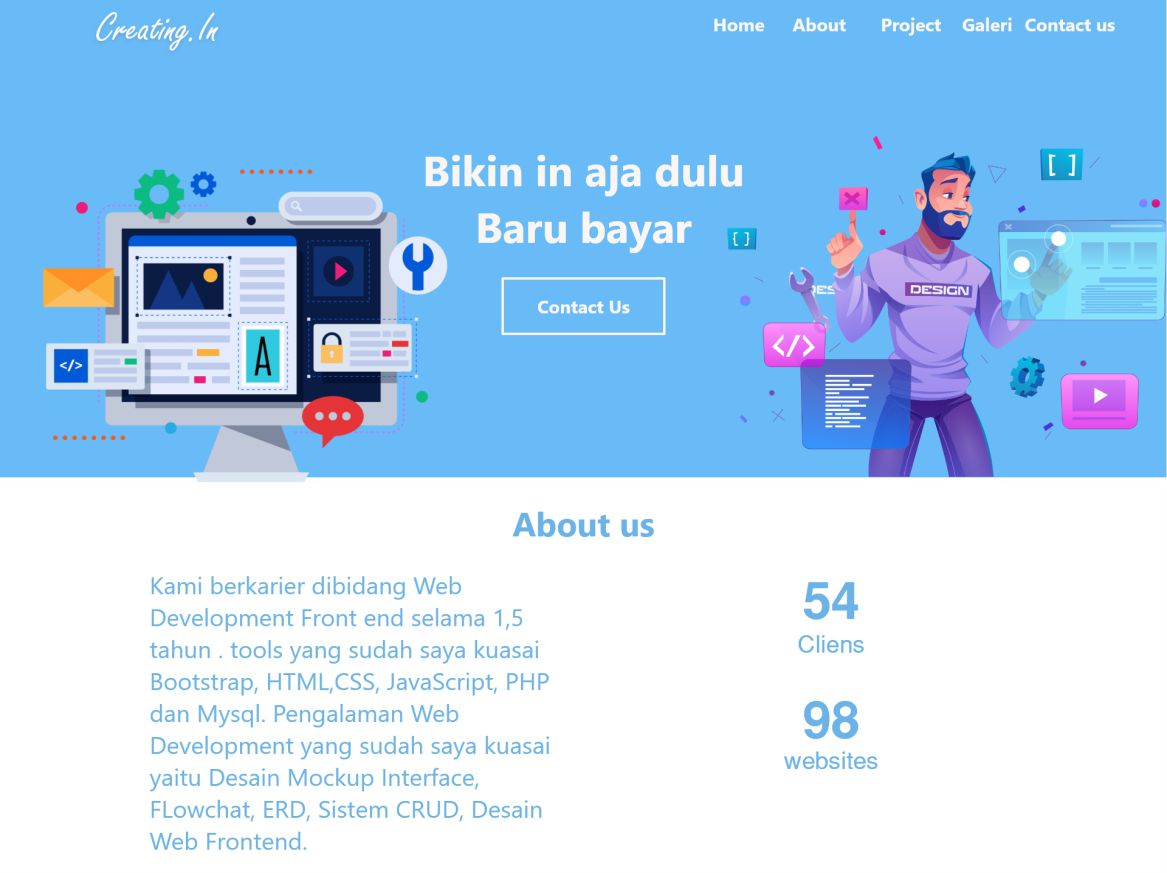 Creating.In
Home About Project Galeri Contact us
Bikin in aja dulu
Baru bayar
Contact Us
[ ]
{ }
DES
DESIGN
</>
</>
A
About us
Kami berkarier dibidang Web
Development Front end selama 1,5
tahun . tools yang sudah saya kuasai
Bootstrap, HTML,CSS, JavaScript, PHP
dan Mysql. Pengalaman Web
Development yang sudah saya kuasai
yaitu Desain Mockup Interface,
FLowchat, ERD, Sistem CRUD, Desain
Web Frontend.
54
Cliens
98
websites